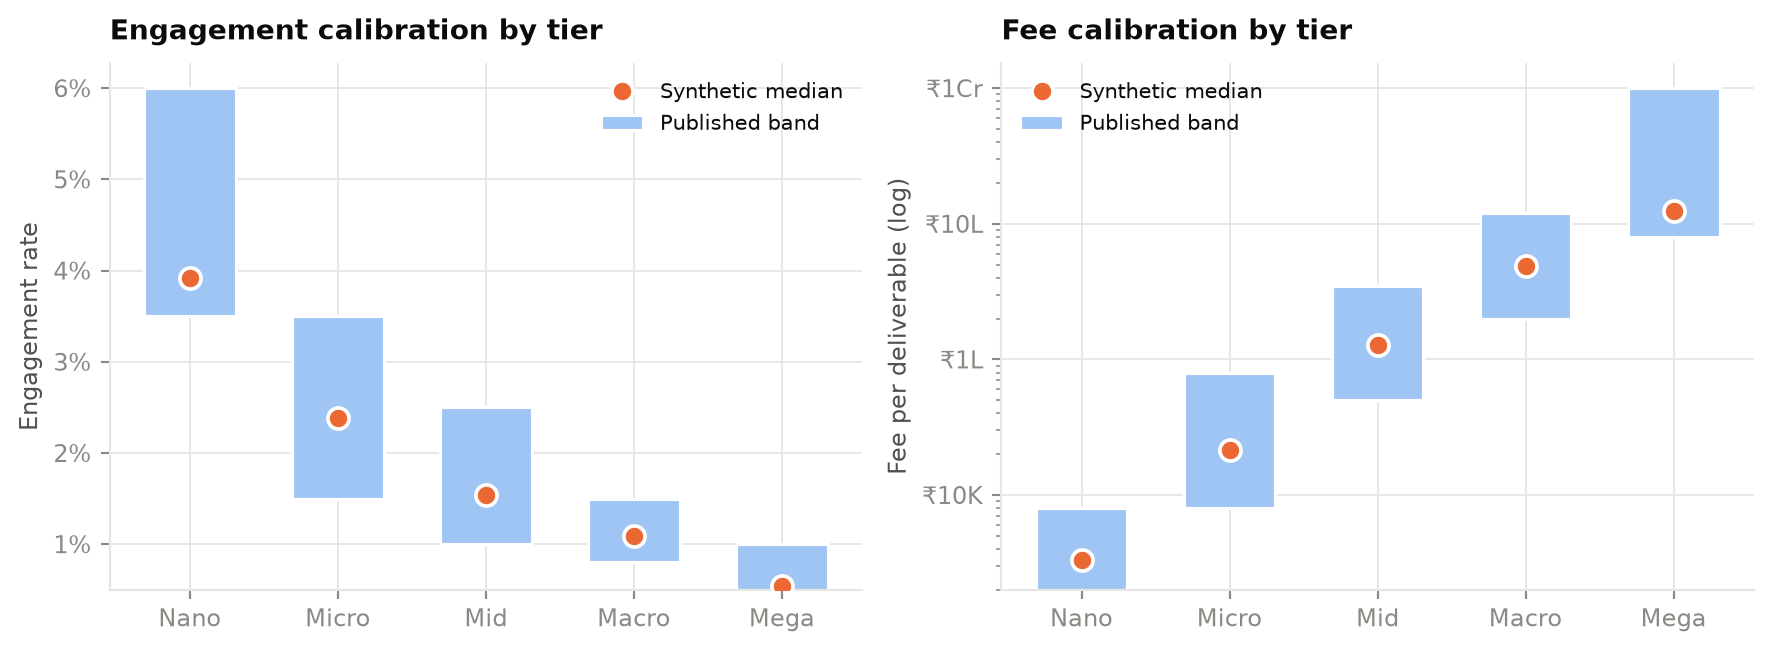 Engagement calibration by tier
Engagement rate
6%
5%
4%
3%
2%
1%
Synthetic median
Published band
Nano
Micro
Mid
Macro
Mega
Fee calibration by tier
Fee per deliverable (log)
₹1Cr
₹10L
₹1L
₹10K
Synthetic median
Published band
Nano
Micro
Mid
Macro
Mega